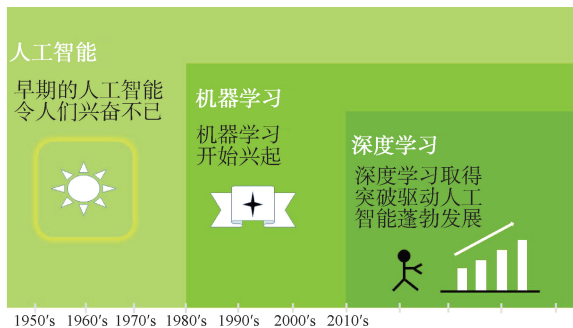 人工智能
早期的人工智能
令人们兴奋不已
机器学习
机器学习
开始兴起
深度学习
深度学习取得
突破驱动人工
智能蓬勃发展
1950's 1960's 1970's 1980's 1990's 2000's 2010's